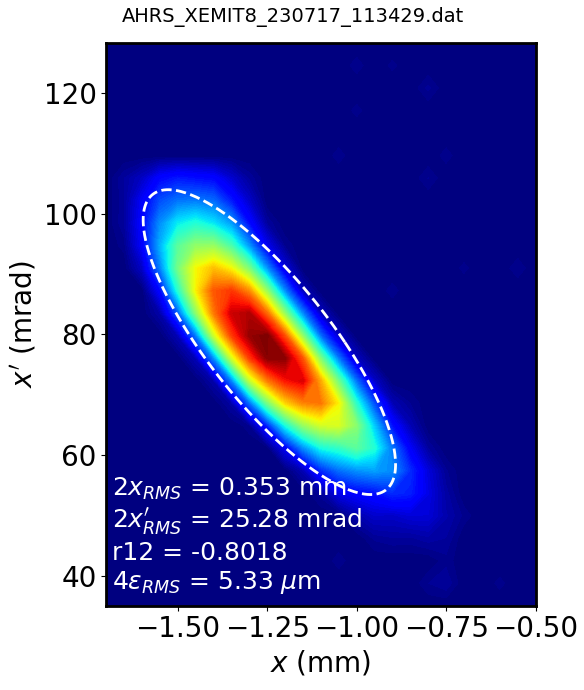 AHRS_XEMIT8_230717_113429.dat
120
100
80
60
40
x′ (mrad)
2x_RMS = 0.353 mm
2x′_RMS = 25.28 mrad
r12 = -0.8018
4ε_RMS = 5.33 μm
−1.50 −1.25 −1.00 −0.75 −0.50
x (mm)